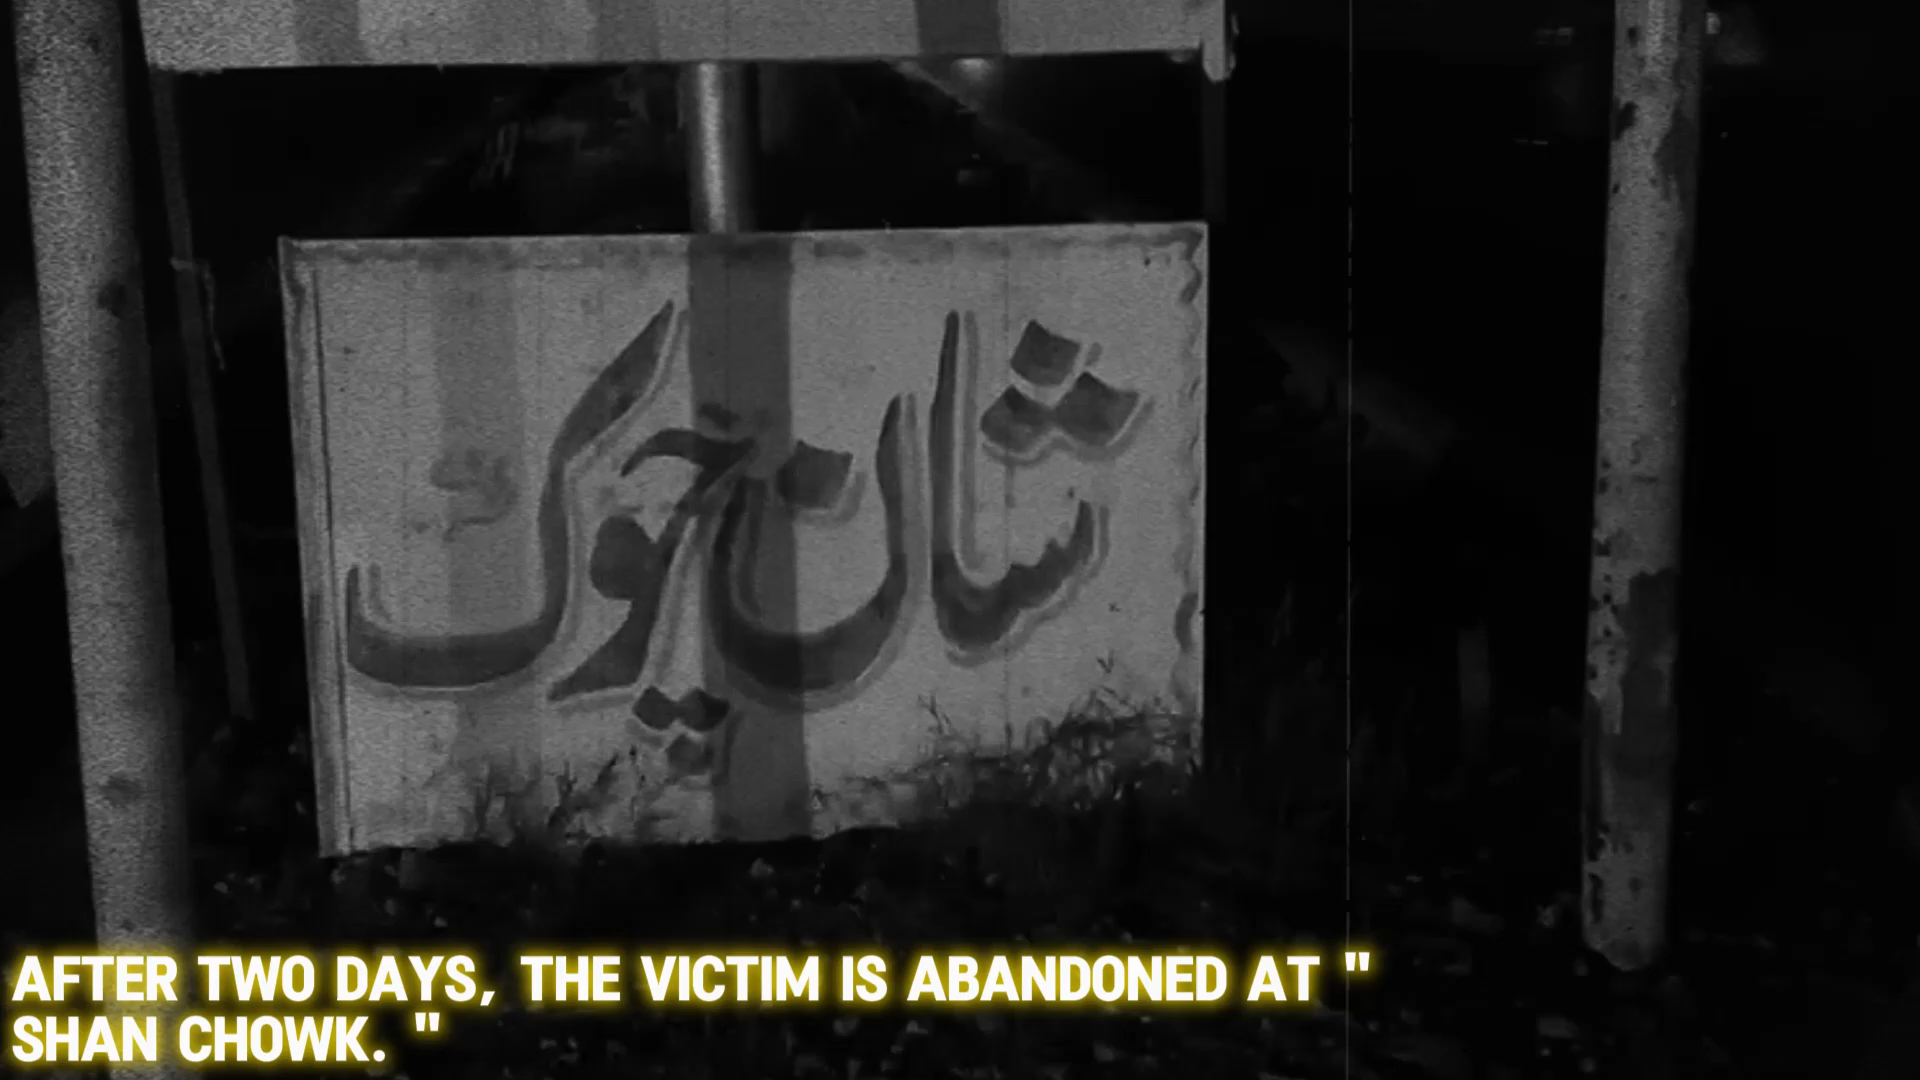 شان چوک
AFTER TWO DAYS, THE VICTIM IS ABANDONED AT "
SHAN CHOWK. "